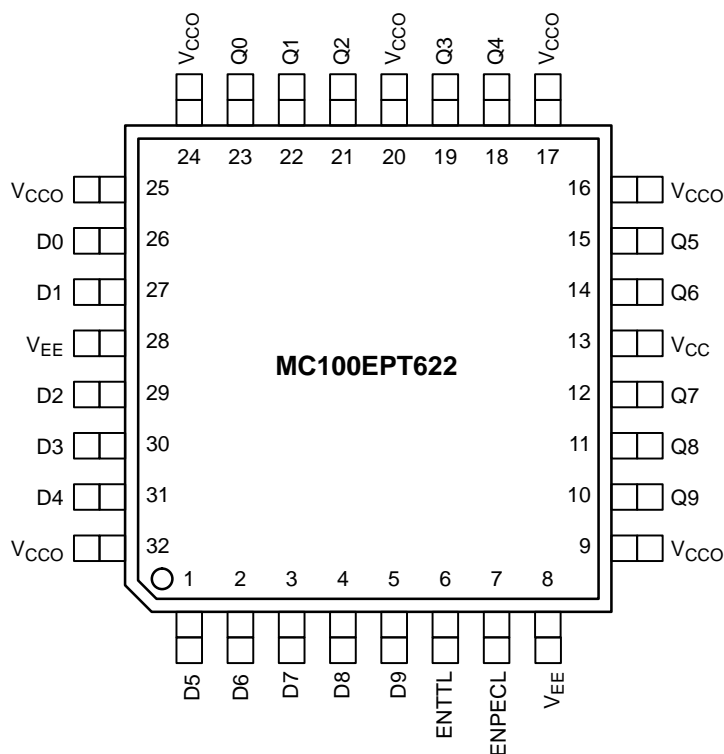 VCCO Q0 Q1 Q2 VCCO Q3 Q4 VCCO
24 23 22 21 20 19 18 17
VCCO 25 16 VCCO
D0 26 15 Q5
D1 27 14 Q6
VEE 28 13 VCC
MC100EPT622
D2 29 12 Q7
D3 30 11 Q8
D4 31 10 Q9
VCCO 32 9 VCCO
1 2 3 4 5 6 7 8
D5 D6 D7 D8 D9 ENTTL ENPECL VEE